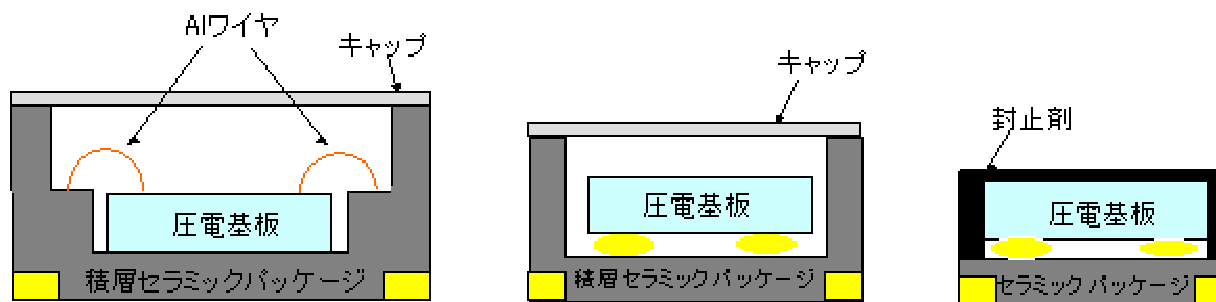 Alワイヤ
キャップ
圧電基板
積層セラミックパッケージ
キャップ
圧電基板
積層セラミックパッケージ
封止剤
圧電基板
セラミックパッケージ